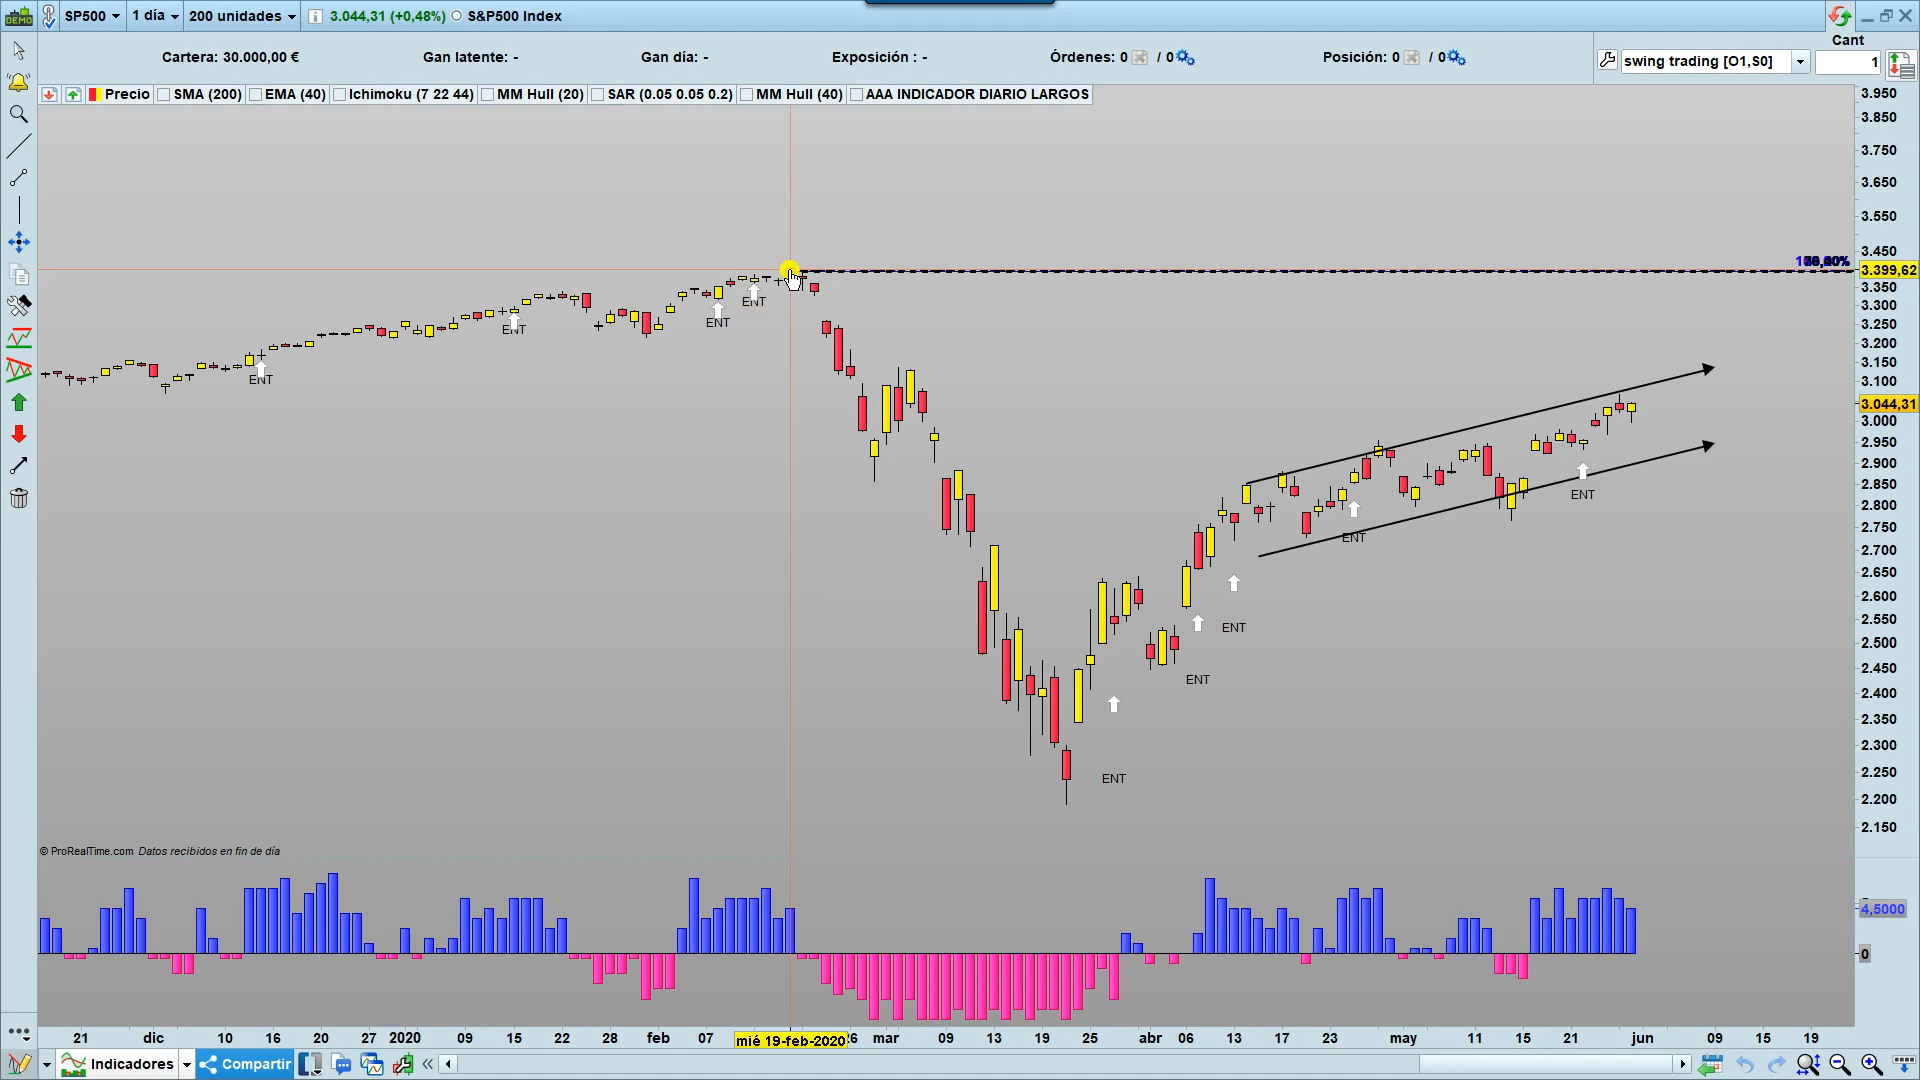 DEMO SP500 1 día 200 unidades 3.044,31 (+0,48%) S&P500 Index
Cartera: 30.000,00 € Gan latente: - Gan día: - Exposición : - Órdenes: 0 / 0 Posición: 0 / 0
Cant
swing trading [O1,S0] 1
Precio SMA (200) EMA (40) Ichimoku (7 22 44) MM Hull (20) SAR (0.05 0.05 0.2) MM Hull (40) AAA INDICADOR DIARIO LARGOS
3.950
3.850
3.750
3.650
3.550
3.450
3.399,62
3.350
3.300
3.250
3.200
3.150
3.100
3.044,31
3.000
2.950
2.900
2.850
2.800
2.750
2.700
2.650
2.600
2.550
2.500
2.450
2.400
2.350
2.300
2.250
2.200
2.150
ENT
ENT
ENT
ENT
ENT
ENT
ENT
ENT
ENT
© ProRealTime.com Datos recibidos en fin de día
4,5000
0
21 dic 10 16 20 27 2020 09 15 22 28 feb 07 mié 19-feb-2020 26 mar 09 13 19 25 abr 06 13 17 23 may 11 15 21 jun 09 15 19
Indicadores Compartir